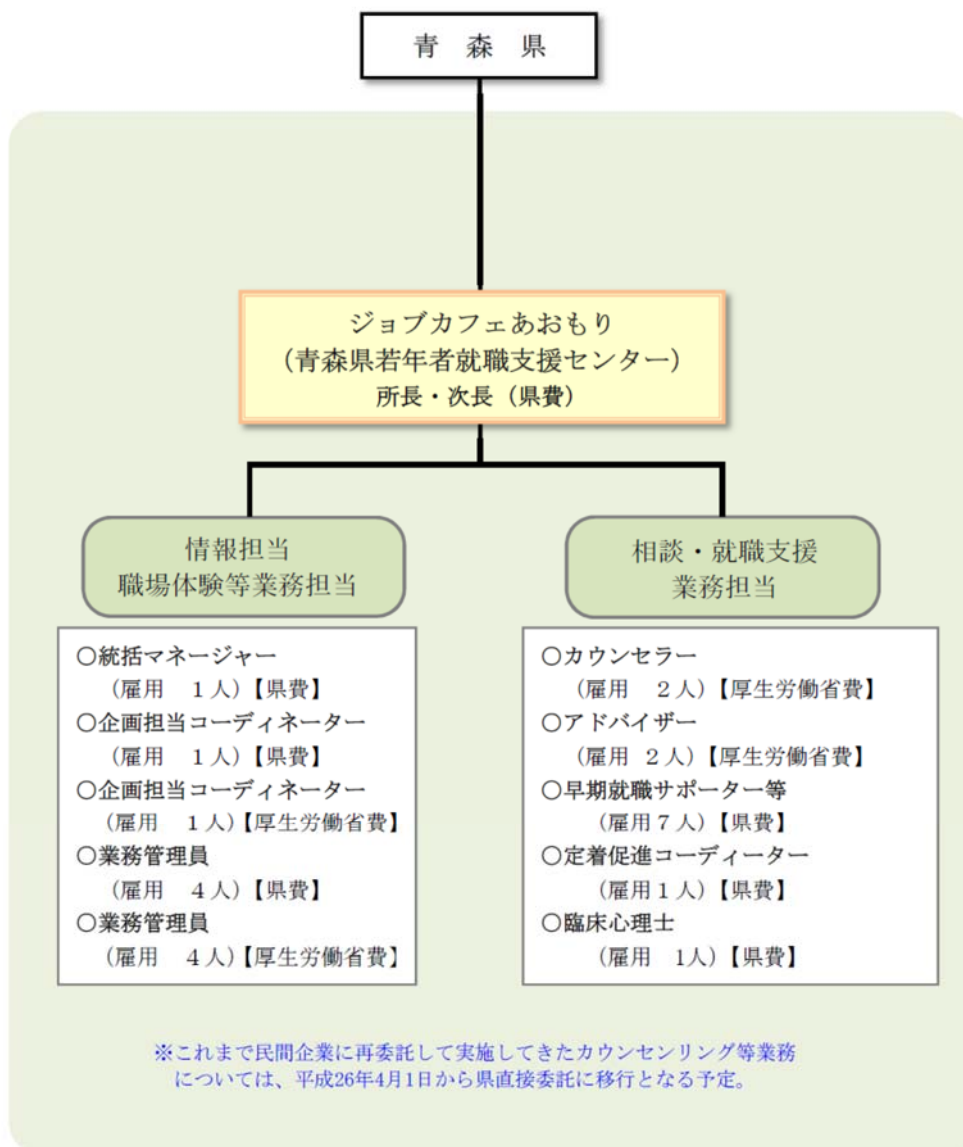 青 森 県
ジョブカフェあおもり
（青森県若年者就職支援センター）
所長・次長（県費）
情報担当
職場体験等業務担当
○統括マネージャー
（雇用　１人）【県費】
○企画担当コーディネーター
（雇用　１人）【県費】
○企画担当コーディネーター
（雇用　１人）【厚生労働省費】
○業務管理員
（雇用　４人）【県費】
○業務管理員
（雇用　４人）【厚生労働省費】
相談・就職支援
業務担当
○カウンセラー
（雇用　２人）【厚生労働省費】
○アドバイザー
（雇用 ２人）【厚生労働省費】
○早期就職サポーター等
（雇用７人）【県費】
○定着促進コーディーター
（雇用１人）【県費】
○臨床心理士
（雇用　1人）【県費】
※これまで民間企業に再委託して実施してきたカウンセンリング等業務
については、平成26年4月1日から県直接委託に移行となる予定。